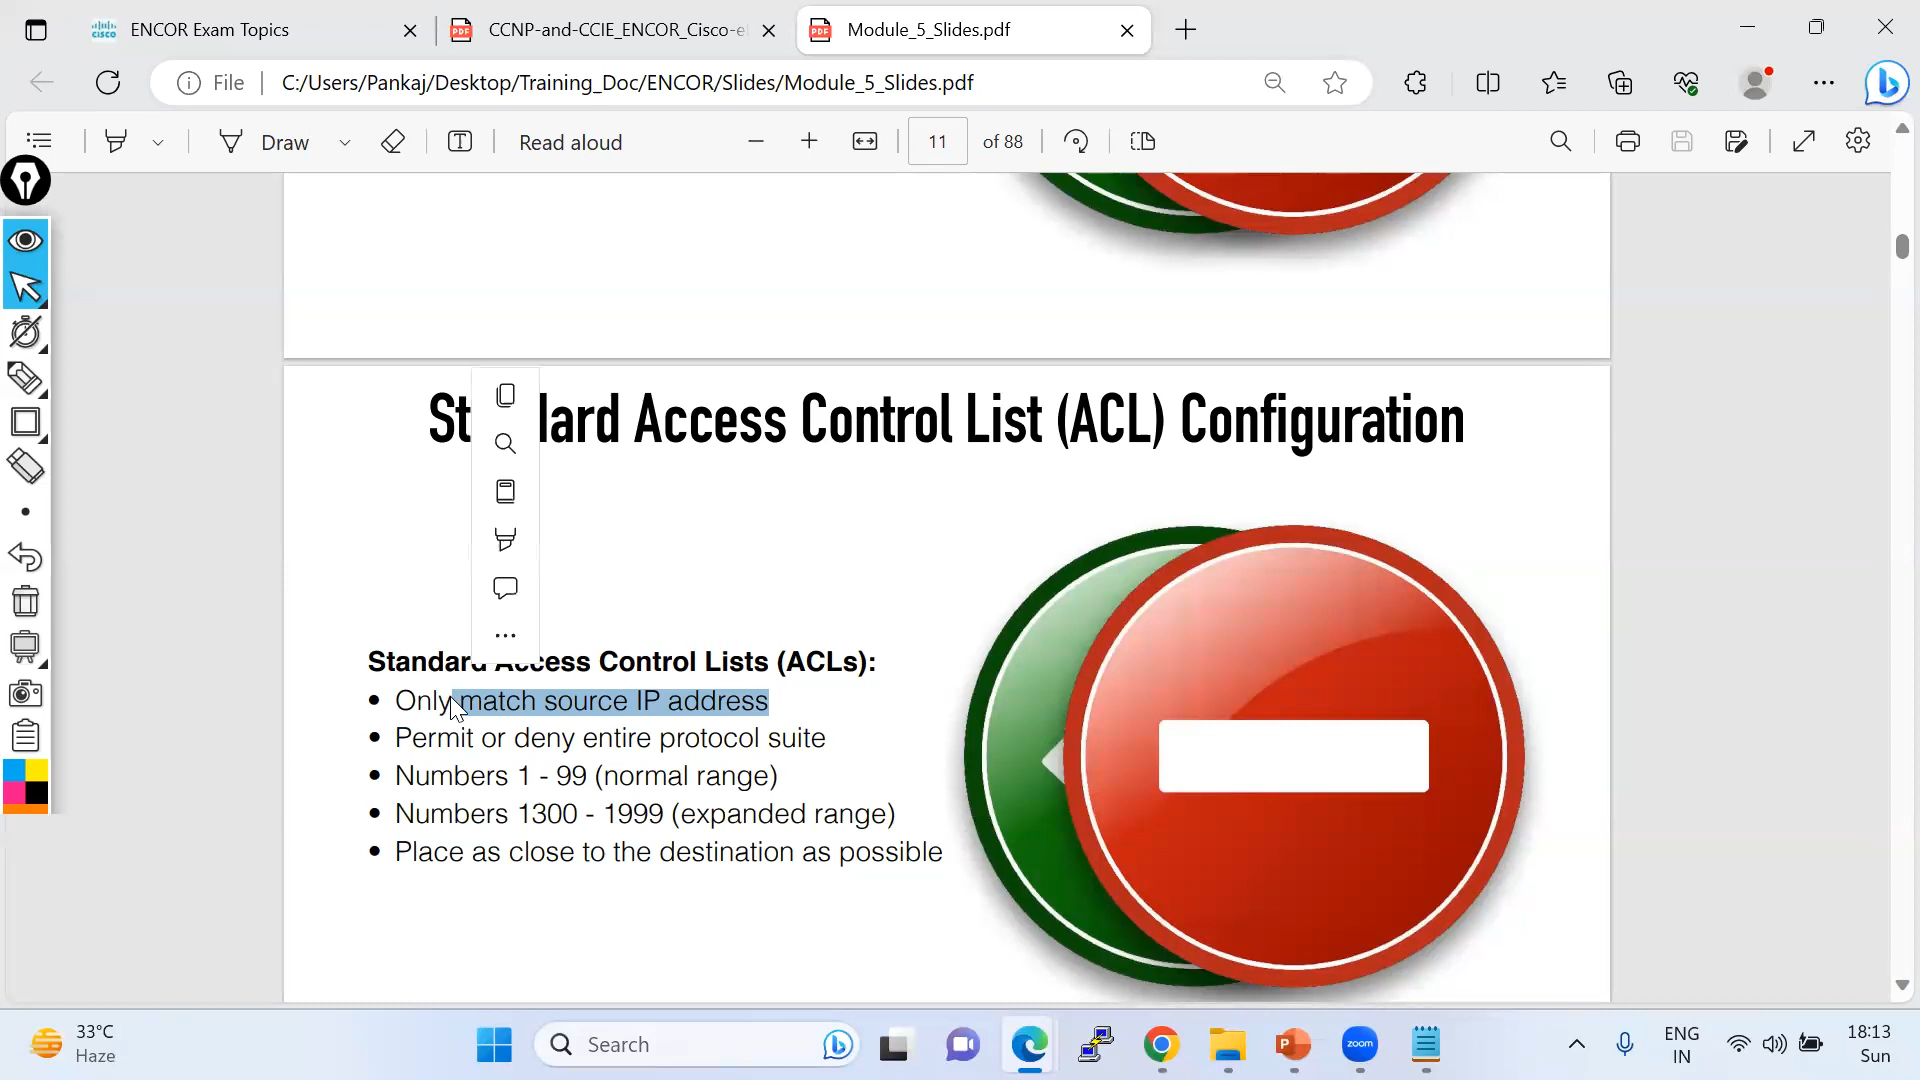 ENCOR Exam Topics
CCNP-and-CCIE_ENCOR_Cisco-e
Module_5_Slides.pdf
File
C:/Users/Pankaj/Desktop/Training_Doc/ENCOR/Slides/Module_5_Slides.pdf
Draw
Read aloud
11 of 88
St lard Access Control List (ACL) Configuration
Standard Access Control Lists (ACLs):
• Only match source IP address
• Permit or deny entire protocol suite
• Numbers 1 - 99 (normal range)
• Numbers 1300 - 1999 (expanded range)
• Place as close to the destination as possible
33°C
Haze
Search
zoom
ENG
IN
18:13
Sun